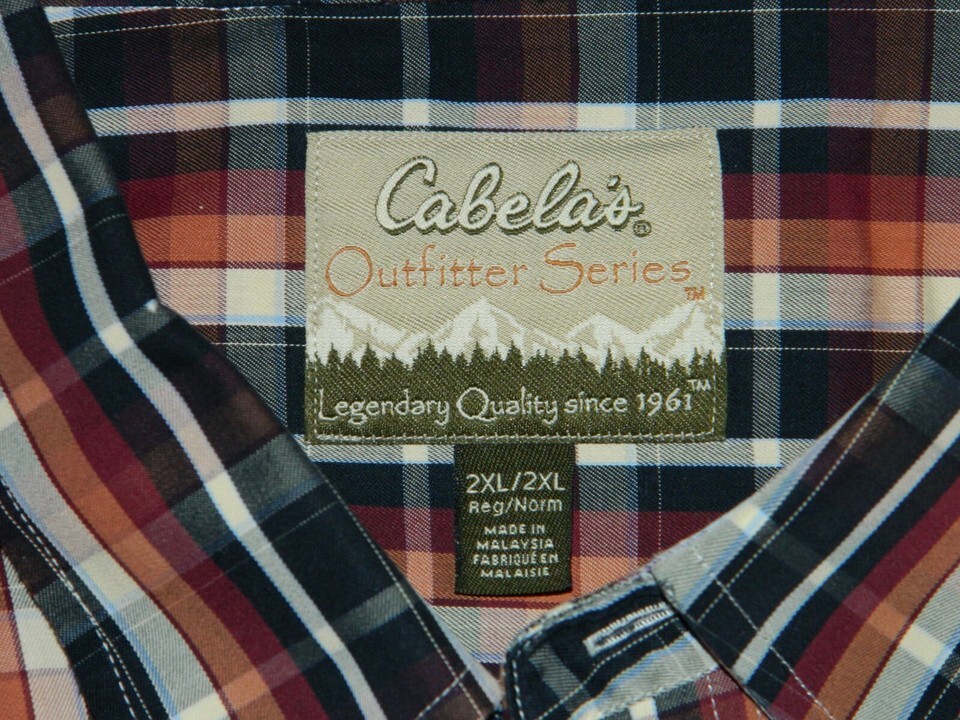 Cabela's®
Outfitter Series™
Legendary Quality since 1961™
2XL/2XL
Reg/Norm
MADE IN
MALAYSIA
FABRIQUÉ EN
MALAISIE